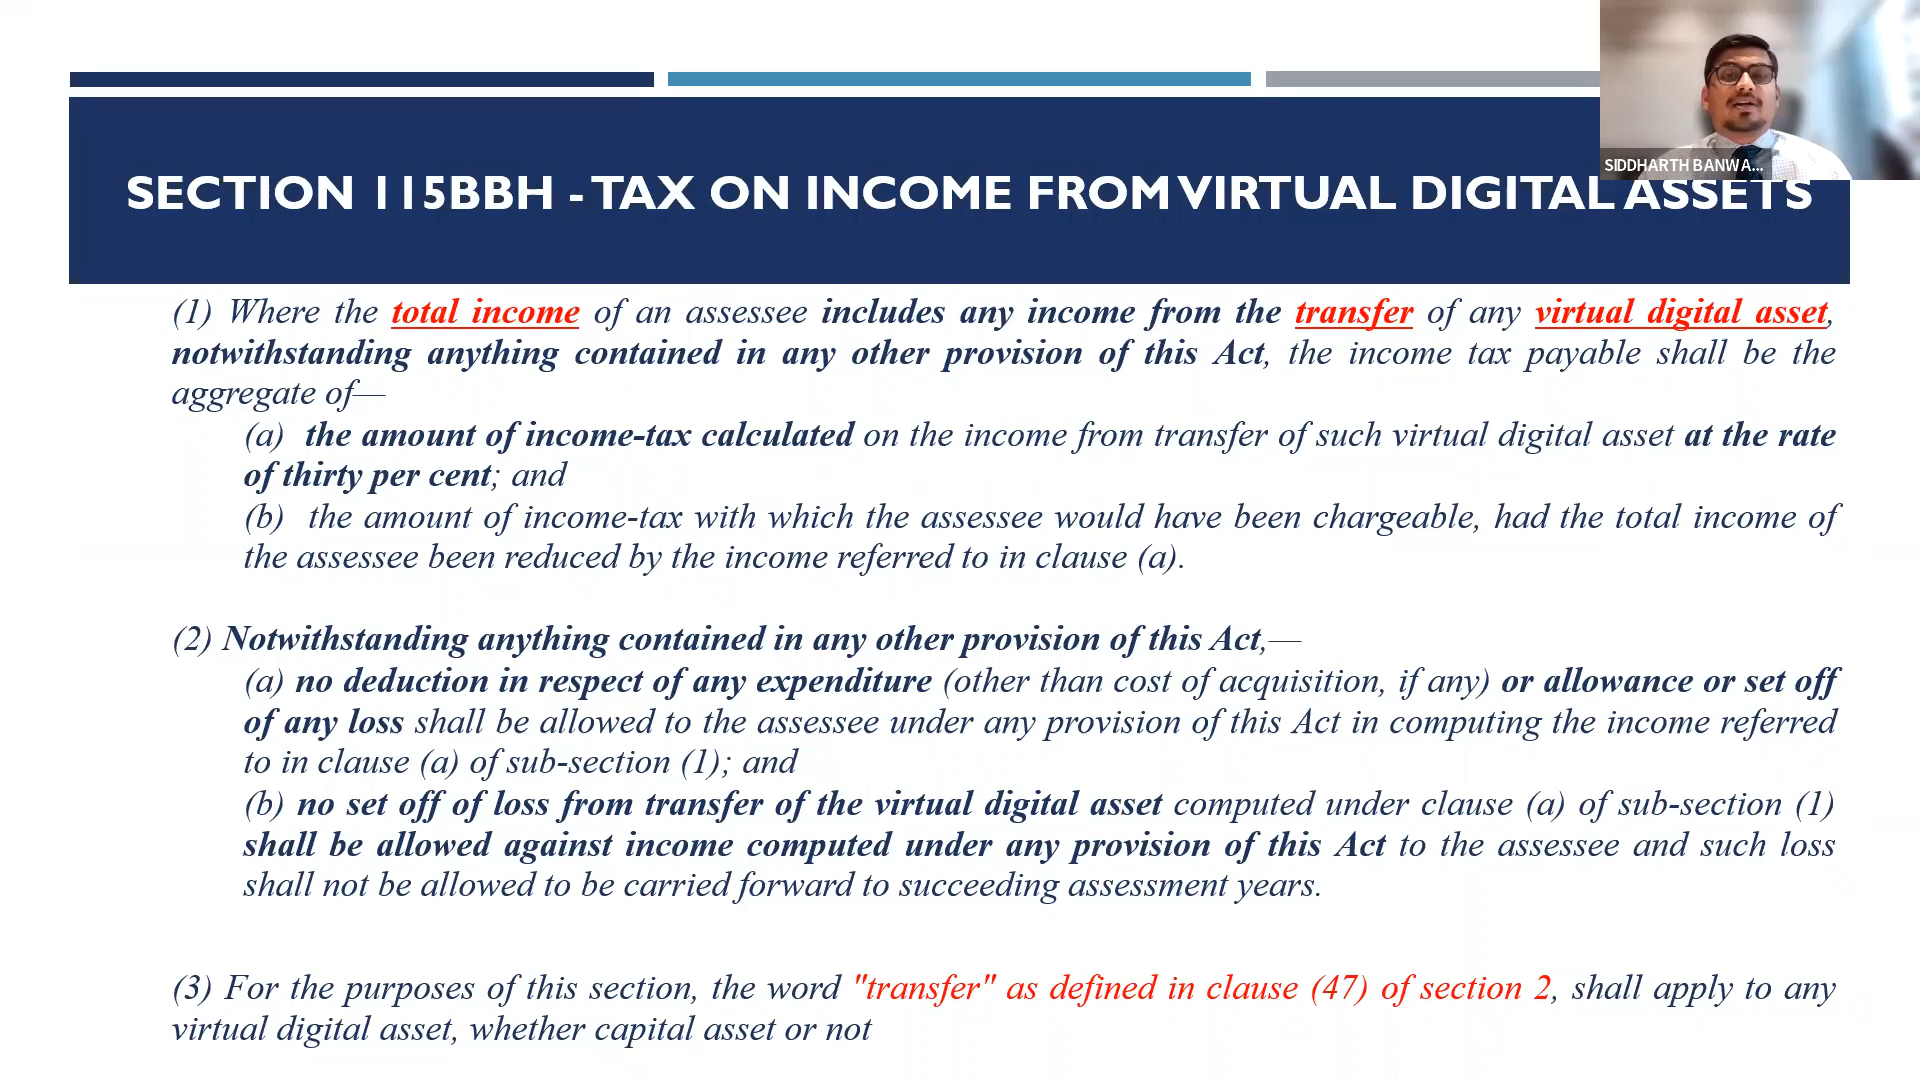 SIDDHARTH BANWA...
SECTION 115BBH - TAX ON INCOME FROM VIRTUAL DIGITAL ASSETS
(1) Where the total income of an assessee includes any income from the transfer of any virtual digital asset,
notwithstanding anything contained in any other provision of this Act, the income tax payable shall be the
aggregate of—
(a) the amount of income-tax calculated on the income from transfer of such virtual digital asset at the rate
of thirty per cent; and
(b) the amount of income-tax with which the assessee would have been chargeable, had the total income of
the assessee been reduced by the income referred to in clause (a).
(2) Notwithstanding anything contained in any other provision of this Act,—
(a) no deduction in respect of any expenditure (other than cost of acquisition, if any) or allowance or set off
of any loss shall be allowed to the assessee under any provision of this Act in computing the income referred
to in clause (a) of sub-section (1); and
(b) no set off of loss from transfer of the virtual digital asset computed under clause (a) of sub-section (1)
shall be allowed against income computed under any provision of this Act to the assessee and such loss
shall not be allowed to be carried forward to succeeding assessment years.
(3) For the purposes of this section, the word "transfer" as defined in clause (47) of section 2, shall apply to any
virtual digital asset, whether capital asset or not